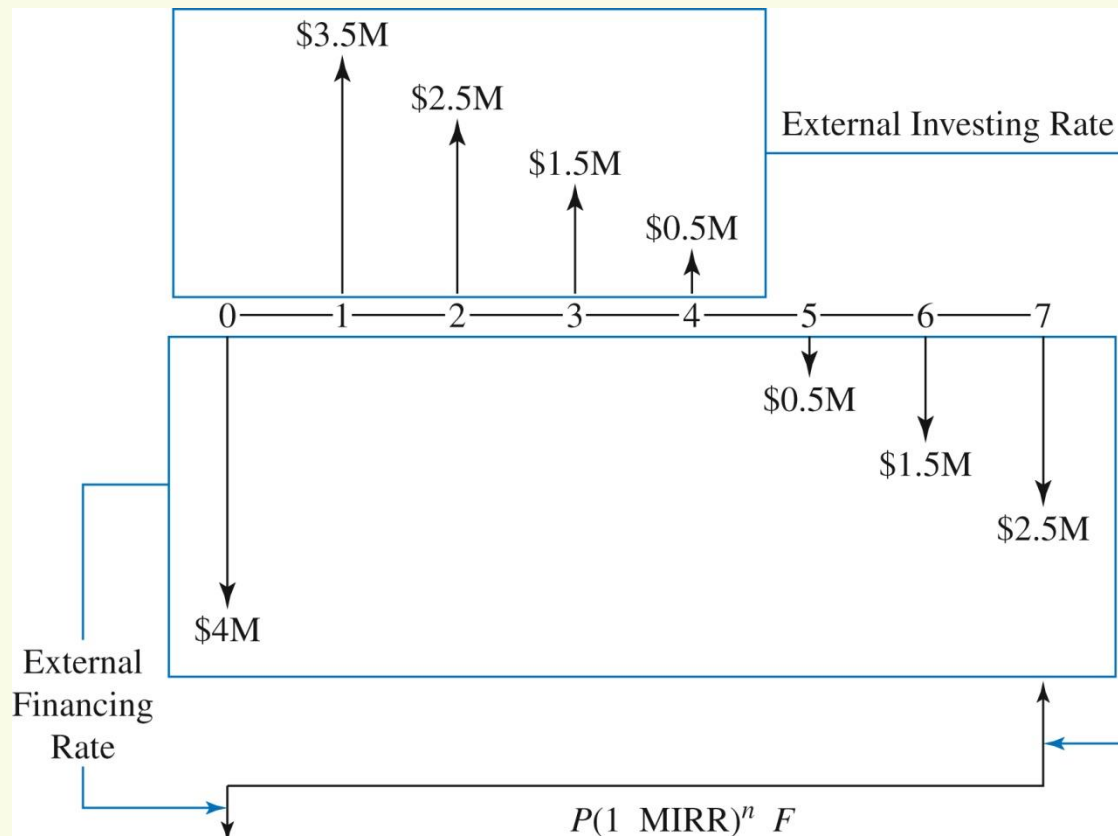 $3.5M
$2.5M
External Investing Rate
$1.5M
$0.5M
0 1 2 3 4 5 6 7
$0.5M
$1.5M
$2.5M
$4M
External
Financing
Rate
P(1 MIRR)ⁿ F